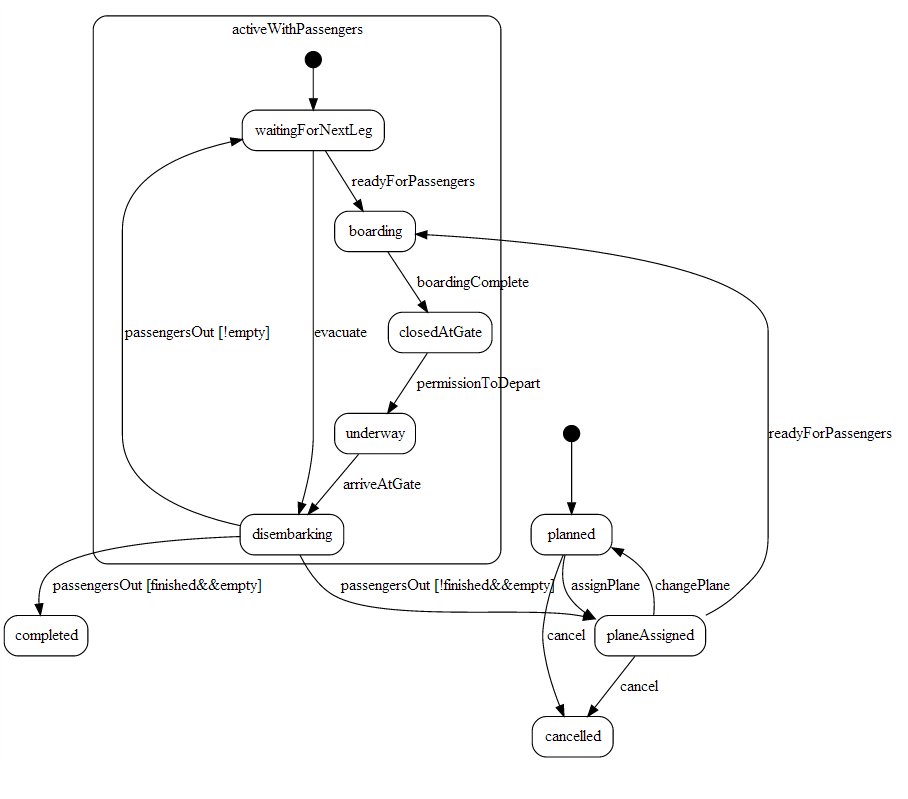 activeWithPassengers
waitingForNextLeg
readyForPassengers
boarding
boardingComplete
passengersOut [!empty]
evacuate
closedAtGate
permissionToDepart
underway
readyForPassengers
arriveAtGate
disembarking
planned
passengersOut [finished&&empty]
passengersOut [!finished&&empty]
assignPlane
changePlane
completed
cancel
planeAssigned
cancel
cancelled